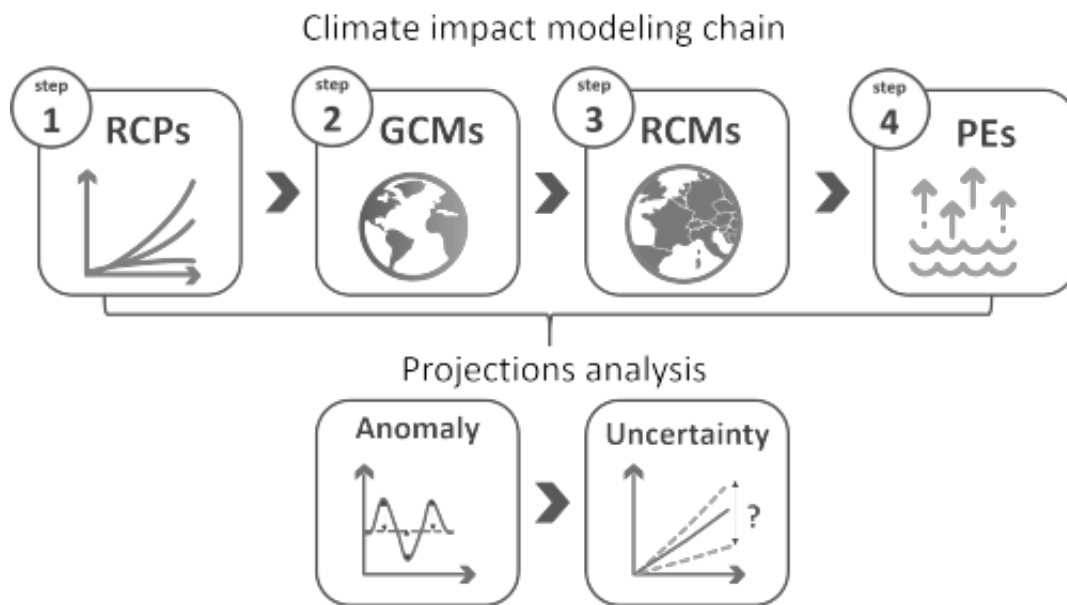 Climate impact modeling chain
step
1
RCPs
step
2
GCMs
step
3
RCMs
step
4
PEs
Projections analysis
Anomaly
Uncertainty
?